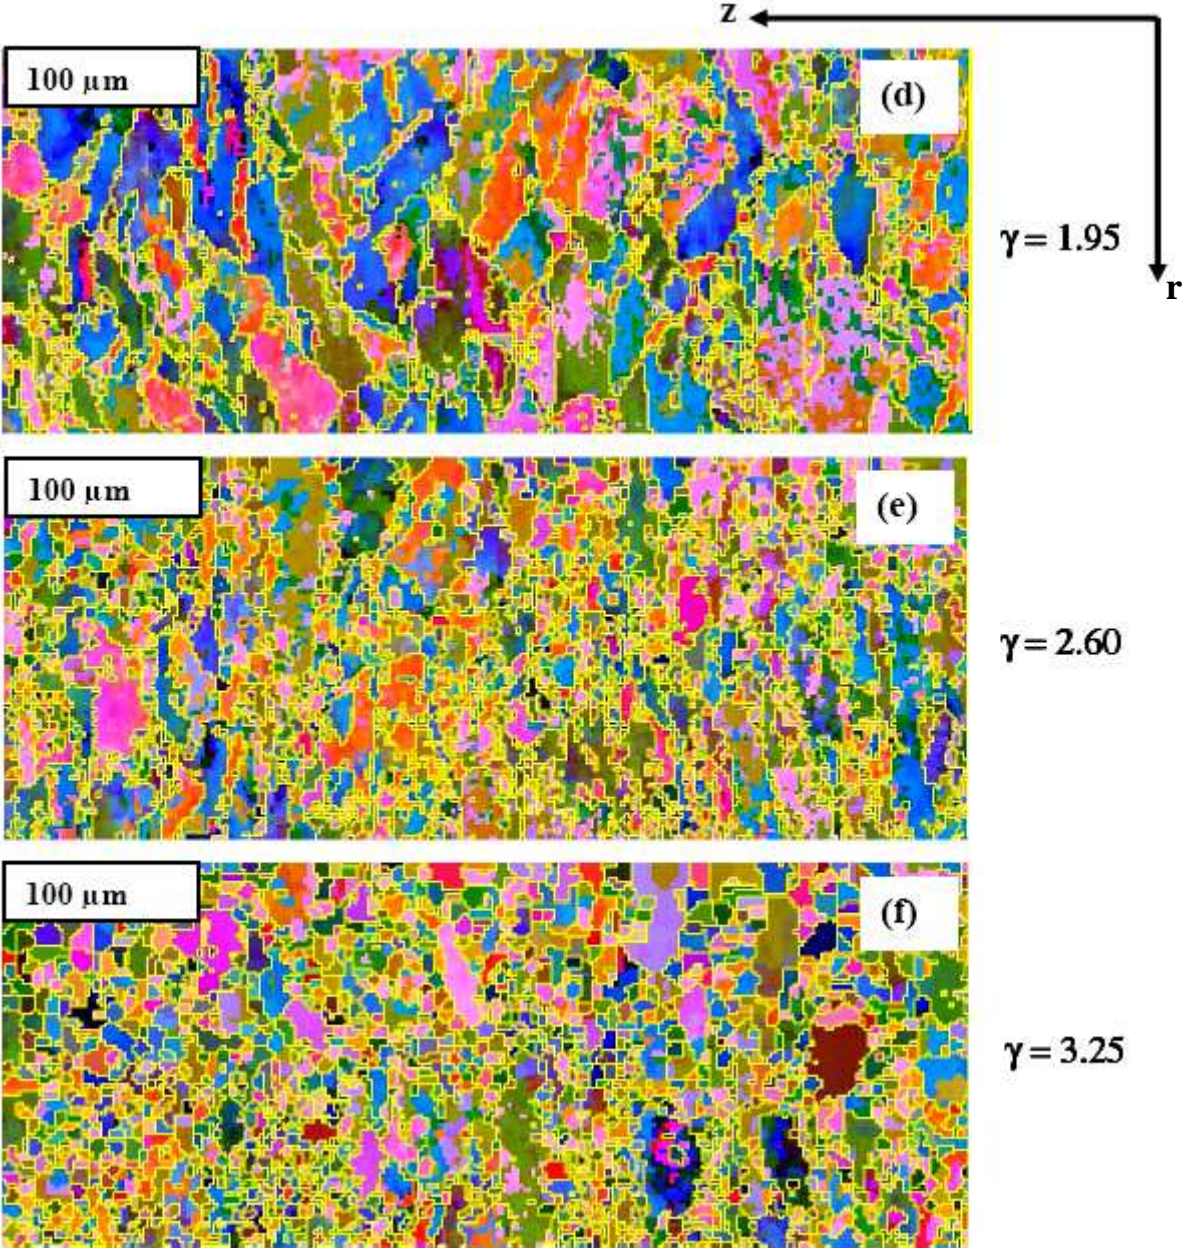 z
100 µm
(d)
γ = 1.95
r
100 µm
(e)
γ = 2.60
100 µm
(f)
γ = 3.25